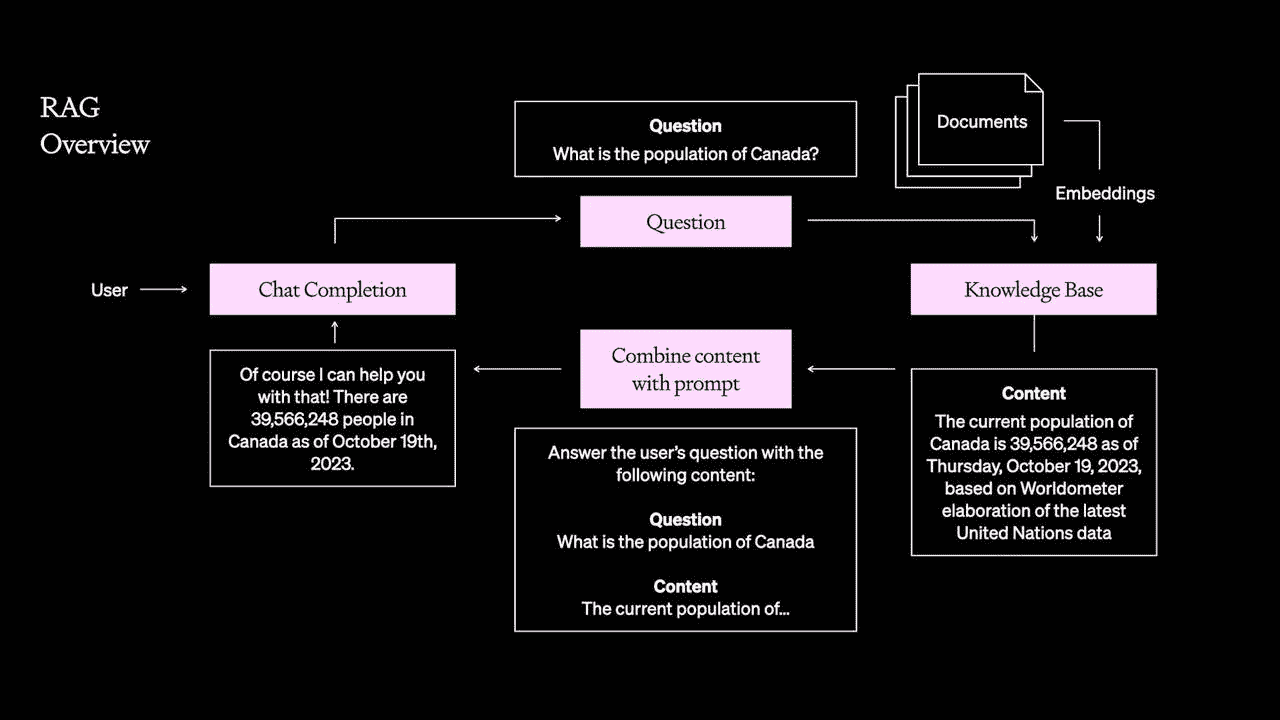 RAG
Overview
Question
What is the population of Canada?
Documents
Embeddings
Question
User
Chat Completion
Knowledge Base
Combine content
with prompt
Of course I can help you
with that! There are
39,566,248 people in
Canada as of October 19th,
2023.
Answer the user’s question with the
following content:
Question
What is the population of Canada
Content
The current population of...
Content
The current population of
Canada is 39,566,248 as of
Thursday, October 19, 2023,
based on Worldometer
elaboration of the latest
United Nations data